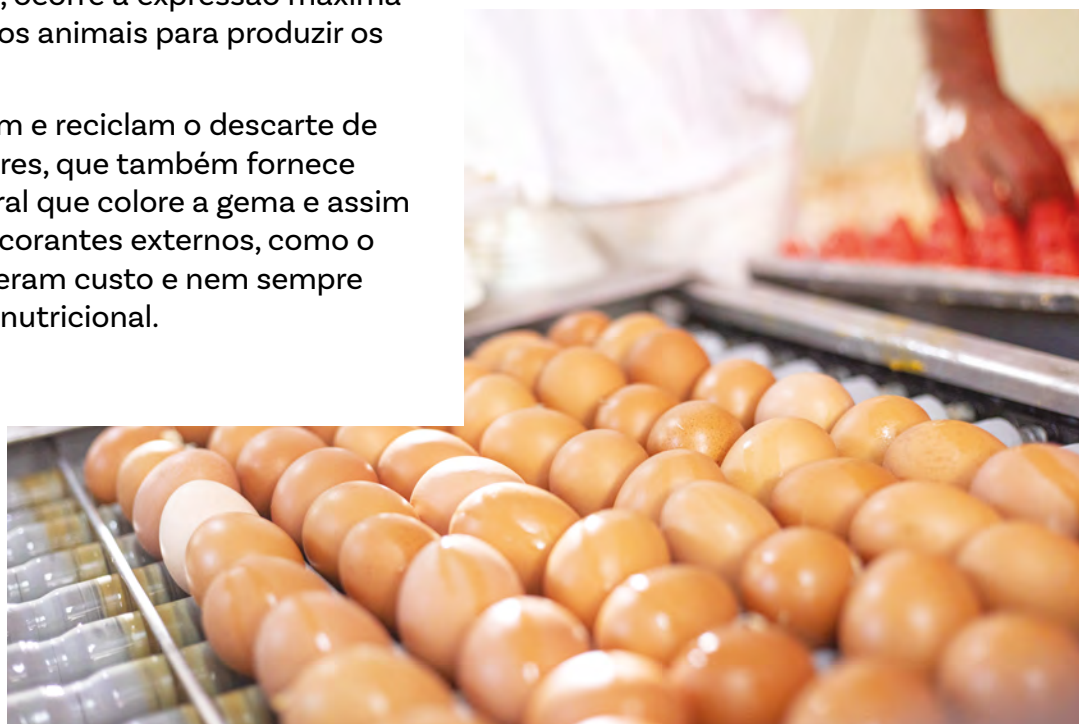 , ocorre a expressão máxima
os animais para produzir os
m e reciclam o descarte de
res, que também fornece
ral que colore a gema e assim
corantes externos, como o
eram custo e nem sempre
nutricional.